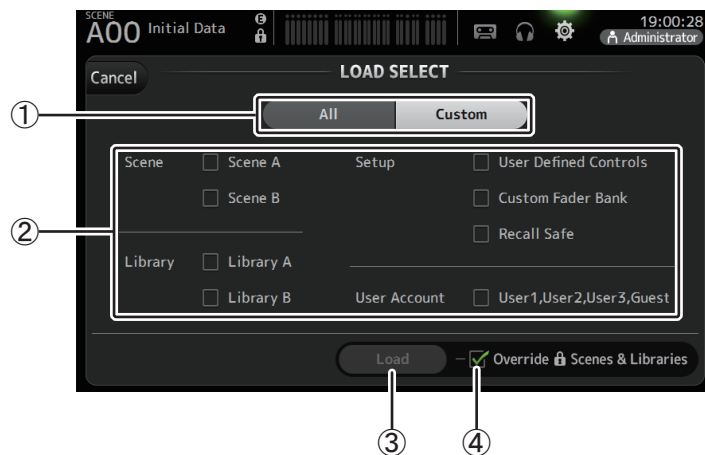 SCENE
A00 Initial Data E 19:00:28
Administrator
Cancel LOAD SELECT
① All Custom
Scene Scene A Setup User Defined Controls
Scene B Custom Fader Bank
② Recall Safe
Library Library A
Library B User Account User1,User2,User3,Guest
Load Override Scenes & Libraries
③ ④